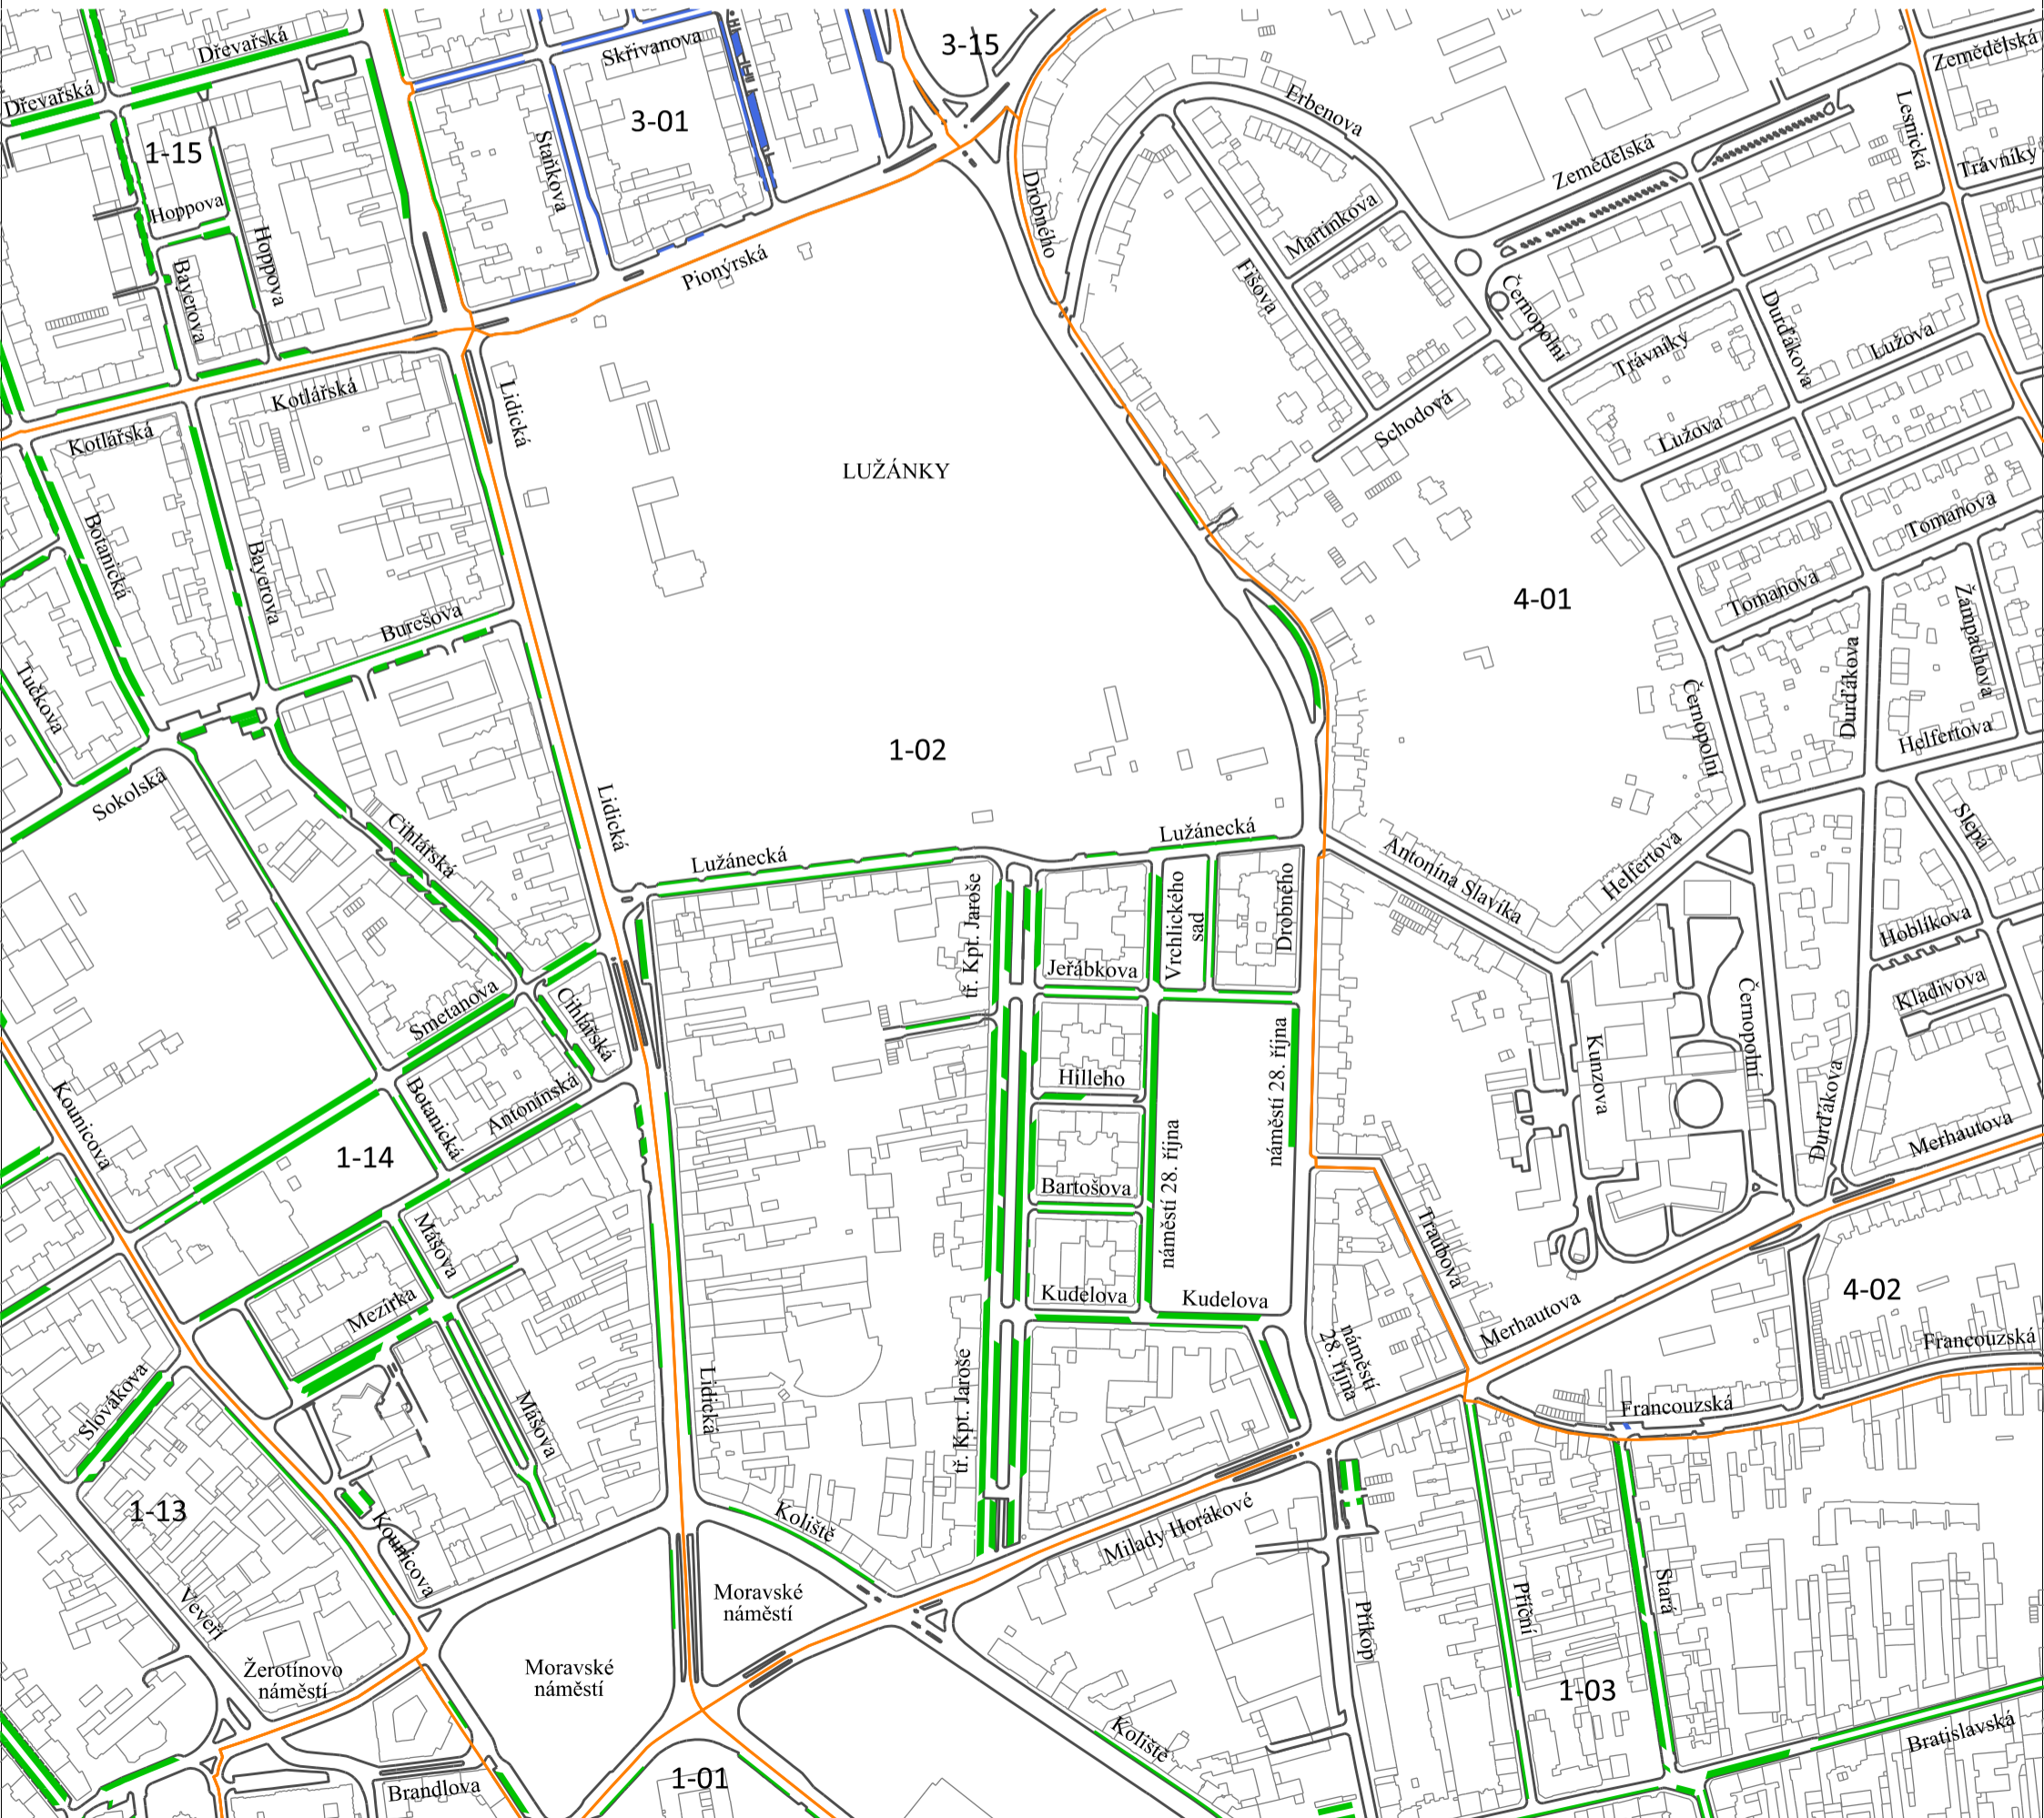 Dřevařská
Skřivanova
3-15
Zemědělská
Dřevařská
3-01
Erbenova
Lesnická
1-15
Staňkova
Zemědělská
Trávníky
Hoppova
Drobného
Martinkova
Hoppova
Bayerova
Pionýrská
Fišova
Černopolní
Durďákova
Lužova
Trávníky
Kotlářská
Lidická
Schodová
Kotlářská
Lužova
LUŽÁNKY
Botanická
Tomanova
Bayerova
4-01
Tomanova
Žampachova
Burešova
Durďákova
Tučkova
Černopolní
Helfertova
1-02
Sokolská
Lidická
Cihlářská
Lužánecká
Lužánecká
Slepá
Antonína Slavíka
Helfertova
tř. Kpt. Jaroše
Vrchlického
sad
Drobného
Hoblíkova
Jeřábkova
Kladivova
Smetanova
Cihlářská
Černopolní
náměstí 28. října
Kunzova
Hilleho
Kounicova
Botanická
Antonínská
Durďákova
Merhautova
1-14
náměstí 28. října
Bartošova
Mášova
Traubova
Kudelova
Kudelova
4-02
Mezírka
Merhautova
Francouzská
náměstí
28. října
Slovákova
Lidická
tř. Kpt. Jaroše
Mášova
Francouzská
1-13
Kounicova
Koliště
Milady Horákové
Veveří
Moravské
náměstí
Příkop
Příční
Stará
Žerotínovo
náměstí
Moravské
náměstí
1-03
Koliště
Bratislavská
Brandlova
1-01